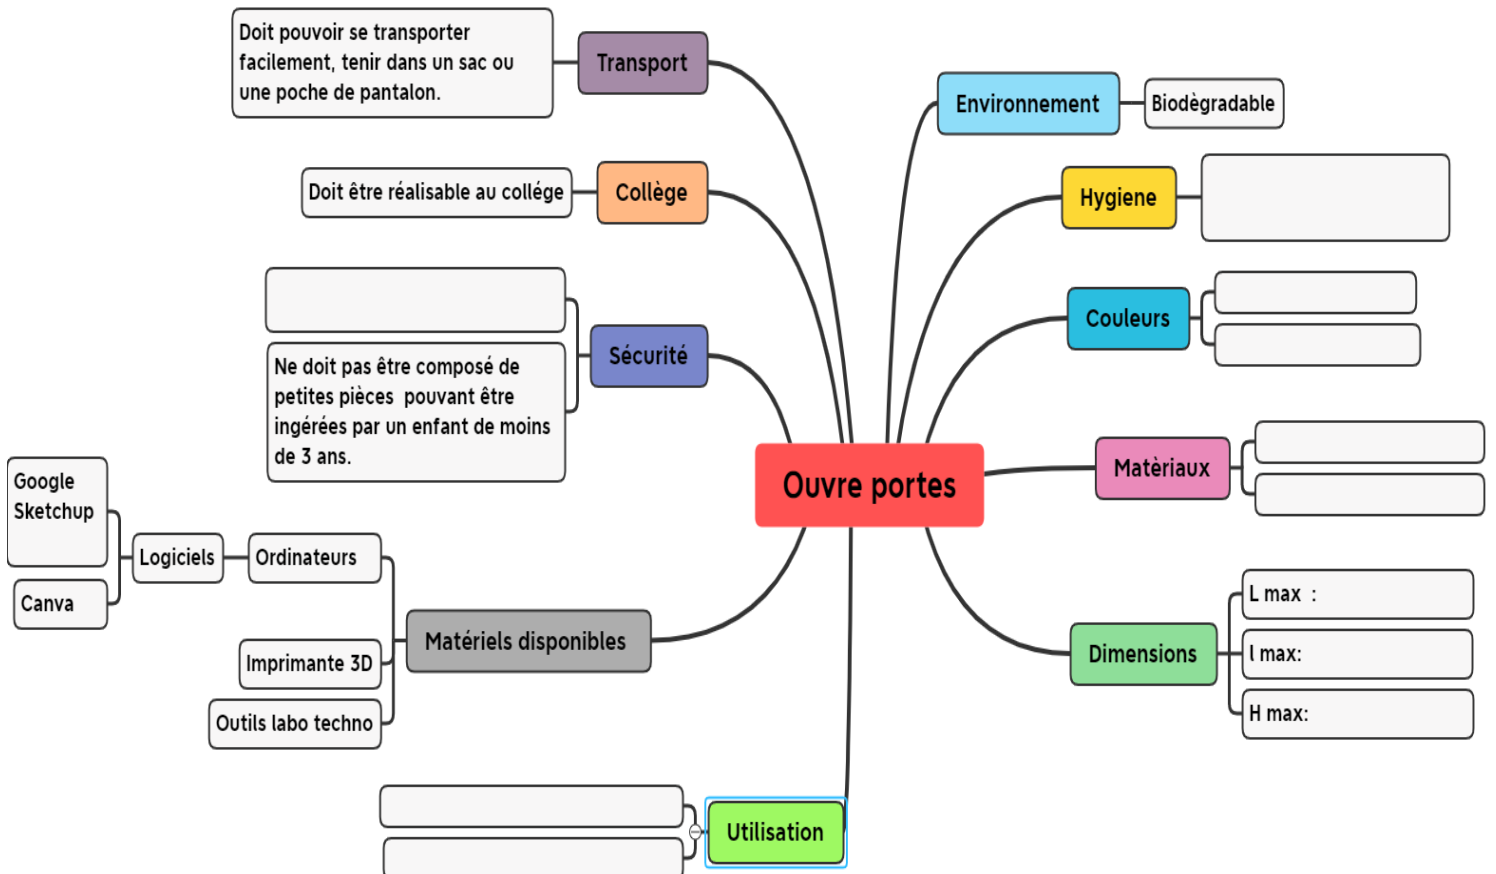 Doit pouvoir se transporter
facilement, tenir dans un sac ou
une poche de pantalon.
Transport
Environnement
Biodègradable
Doit être réalisable au collége
Collège
Hygiene
Couleurs
Sécurité
Ne doit pas être composé de
petites pièces pouvant être
ingérées par un enfant de moins
de 3 ans.
Matèriaux
Ouvre portes
Google
Sketchup
Logiciels
Ordinateurs
Canva
Matériels disponibles
Imprimante 3D
Outils labo techno
Dimensions
L max :
l max:
H max:
Utilisation